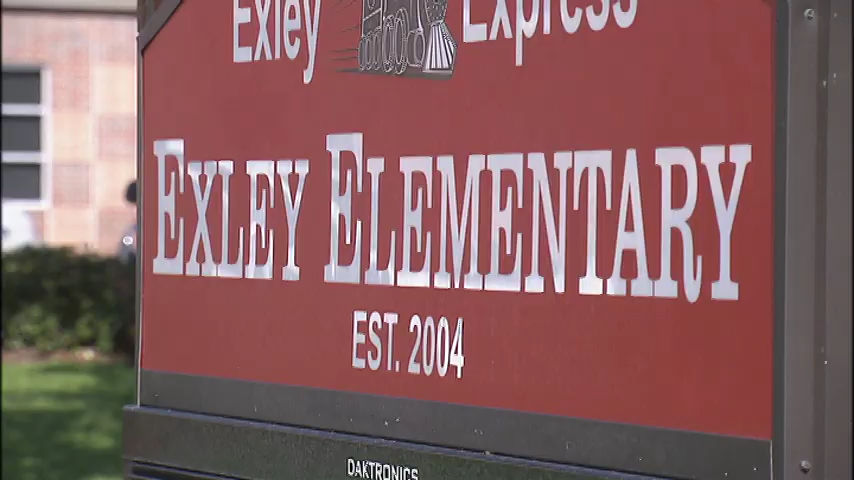 Exley Express
EXLEY ELEMENTARY
EST. 2004
DAKTRONICS